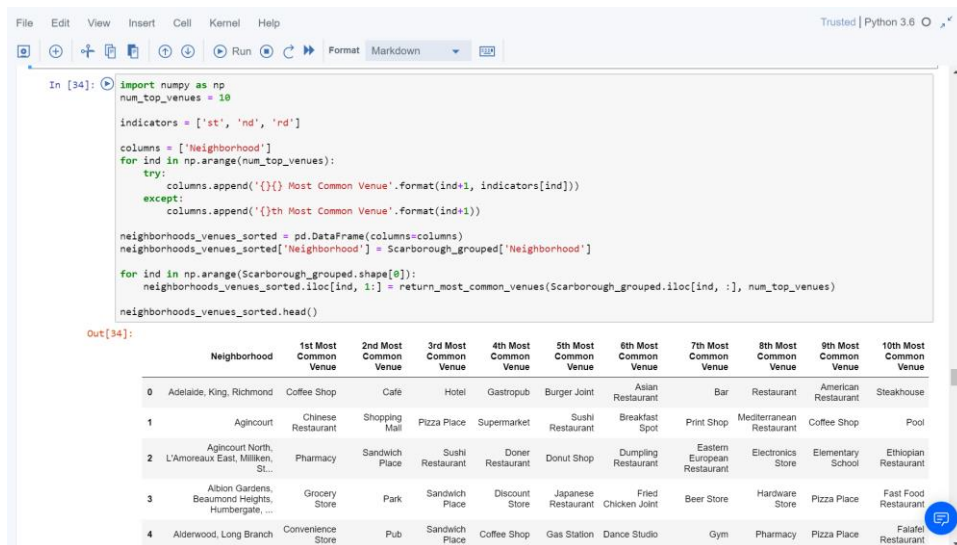 File Edit View Insert Cell Kernel Help Trusted | Python 3.6
Run Format Markdown
In [34]: import numpy as np
num_top_venues = 10
indicators = ['st', 'nd', 'rd']
columns = ['Neighborhood']
for ind in np.arange(num_top_venues):
    try:
        columns.append('{}{} Most Common Venue'.format(ind+1, indicators[ind]))
    except:
        columns.append('{}th Most Common Venue'.format(ind+1))
neighborhoods_venues_sorted = pd.DataFrame(columns=columns)
neighborhoods_venues_sorted['Neighborhood'] = Scarborough_grouped['Neighborhood']
for ind in np.arange(Scarborough_grouped.shape[0]):
    neighborhoods_venues_sorted.iloc[ind, 1:] = return_most_common_venues(Scarborough_grouped.iloc[ind, :], num_top_venues)
neighborhoods_venues_sorted.head()
Out[34]:
1st Most 2nd Most 3rd Most 4th Most 5th Most 6th Most 7th Most 8th Most 9th Most 10th Most
Neighborhood Common Common Common Common Common Common Common Common Common Common
Venue Venue Venue Venue Venue Venue Venue Venue Venue Venue
0 Adelaide, King, Richmond Coffee Shop Café Hotel Gastropub Burger Joint Asian Restaurant Bar Restaurant American Restaurant Steakhouse
1 Agincourt Chinese Restaurant Shopping Mall Pizza Place Supermarket Sushi Restaurant Breakfast Spot Print Shop Mediterranean Restaurant Coffee Shop Pool
2 Agincourt North, L'Amoreaux East, Milliken, St... Pharmacy Sandwich Place Sushi Restaurant Doner Restaurant Donut Shop Dumpling Restaurant Eastern European Restaurant Electronics Store Elementary School Ethiopian Restaurant
3 Albion Gardens, Beaumond Heights, Humbergate, ... Grocery Store Park Sandwich Place Discount Store Japanese Restaurant Fried Chicken Joint Beer Store Hardware Store Pizza Place Fast Food Restaurant
4 Alderwood, Long Branch Convenience Store Pub Sandwich Place Coffee Shop Gas Station Dance Studio Gym Pharmacy Pizza Place Falafel Restaurant